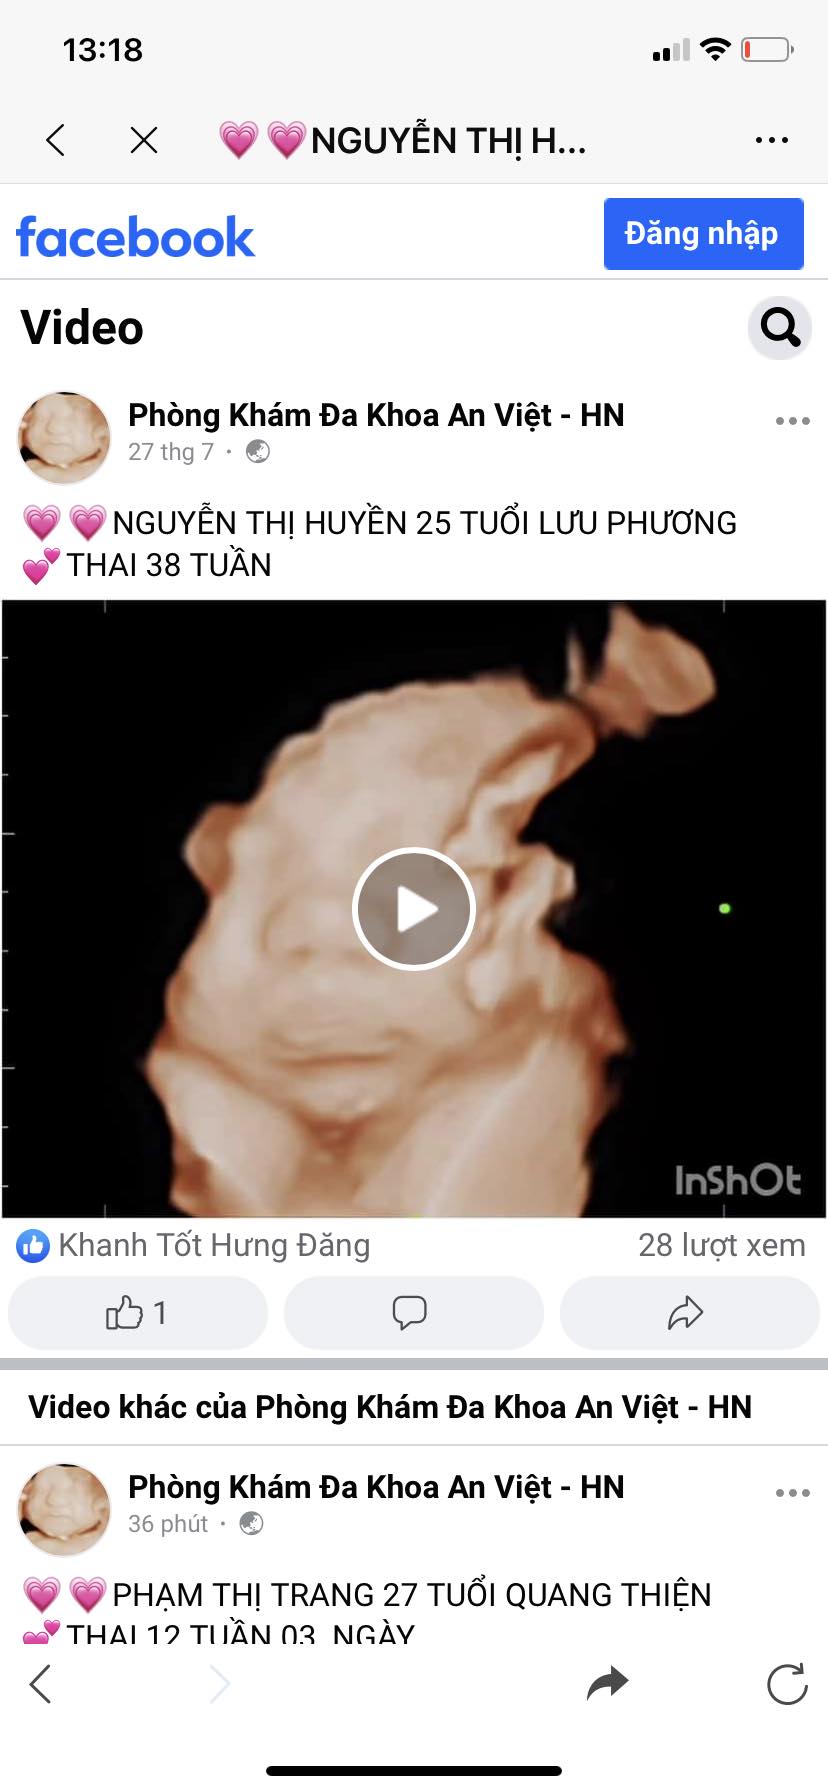 13:18
NGUYỄN THỊ H...
facebook
Đăng nhập
Video
Phòng Khám Đa Khoa An Việt - HN
27 thg 7 ·
NGUYỄN THỊ HUYỀN 25 TUỔI LƯU PHƯƠNG
THAI 38 TUẦN
InShOt
Khanh Tốt Hưng Đăng
28 lượt xem
1
Video khác của Phòng Khám Đa Khoa An Việt - HN
Phòng Khám Đa Khoa An Việt - HN
36 phút ·
PHẠM THỊ TRANG 27 TUỔI QUANG THIỆN
THAI 12 TUẦN 03 NGÀY